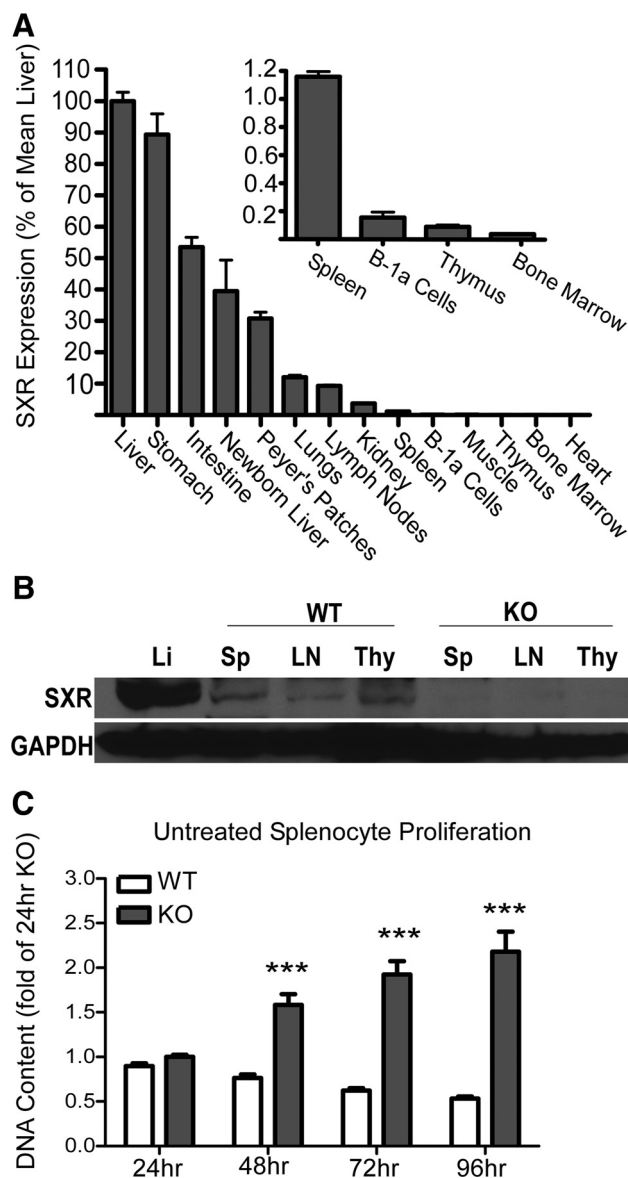 A
SXR Expression (% of Mean Liver)
110
100
90
80
70
60
50
40
30
20
10
Liver
Stomach
Intestine
Newborn Liver
Peyer's Patches
Lungs
Lymph Nodes
Kidney
Spleen
B-1a Cells
Muscle
Thymus
Bone Marrow
Heart
1.2
1.0
0.8
0.6
0.4
0.2
Spleen
B-1a Cells
Thymus
Bone Marrow
B
WT KO
Li Sp LN Thy Sp LN Thy
SXR
GAPDH
C
Untreated Splenocyte Proliferation
DNA Content (fold of 24hr KO)
3.0
2.5
2.0
1.5
1.0
0.5
0.0
WT
KO
*** *** ***
24hr 48hr 72hr 96hr